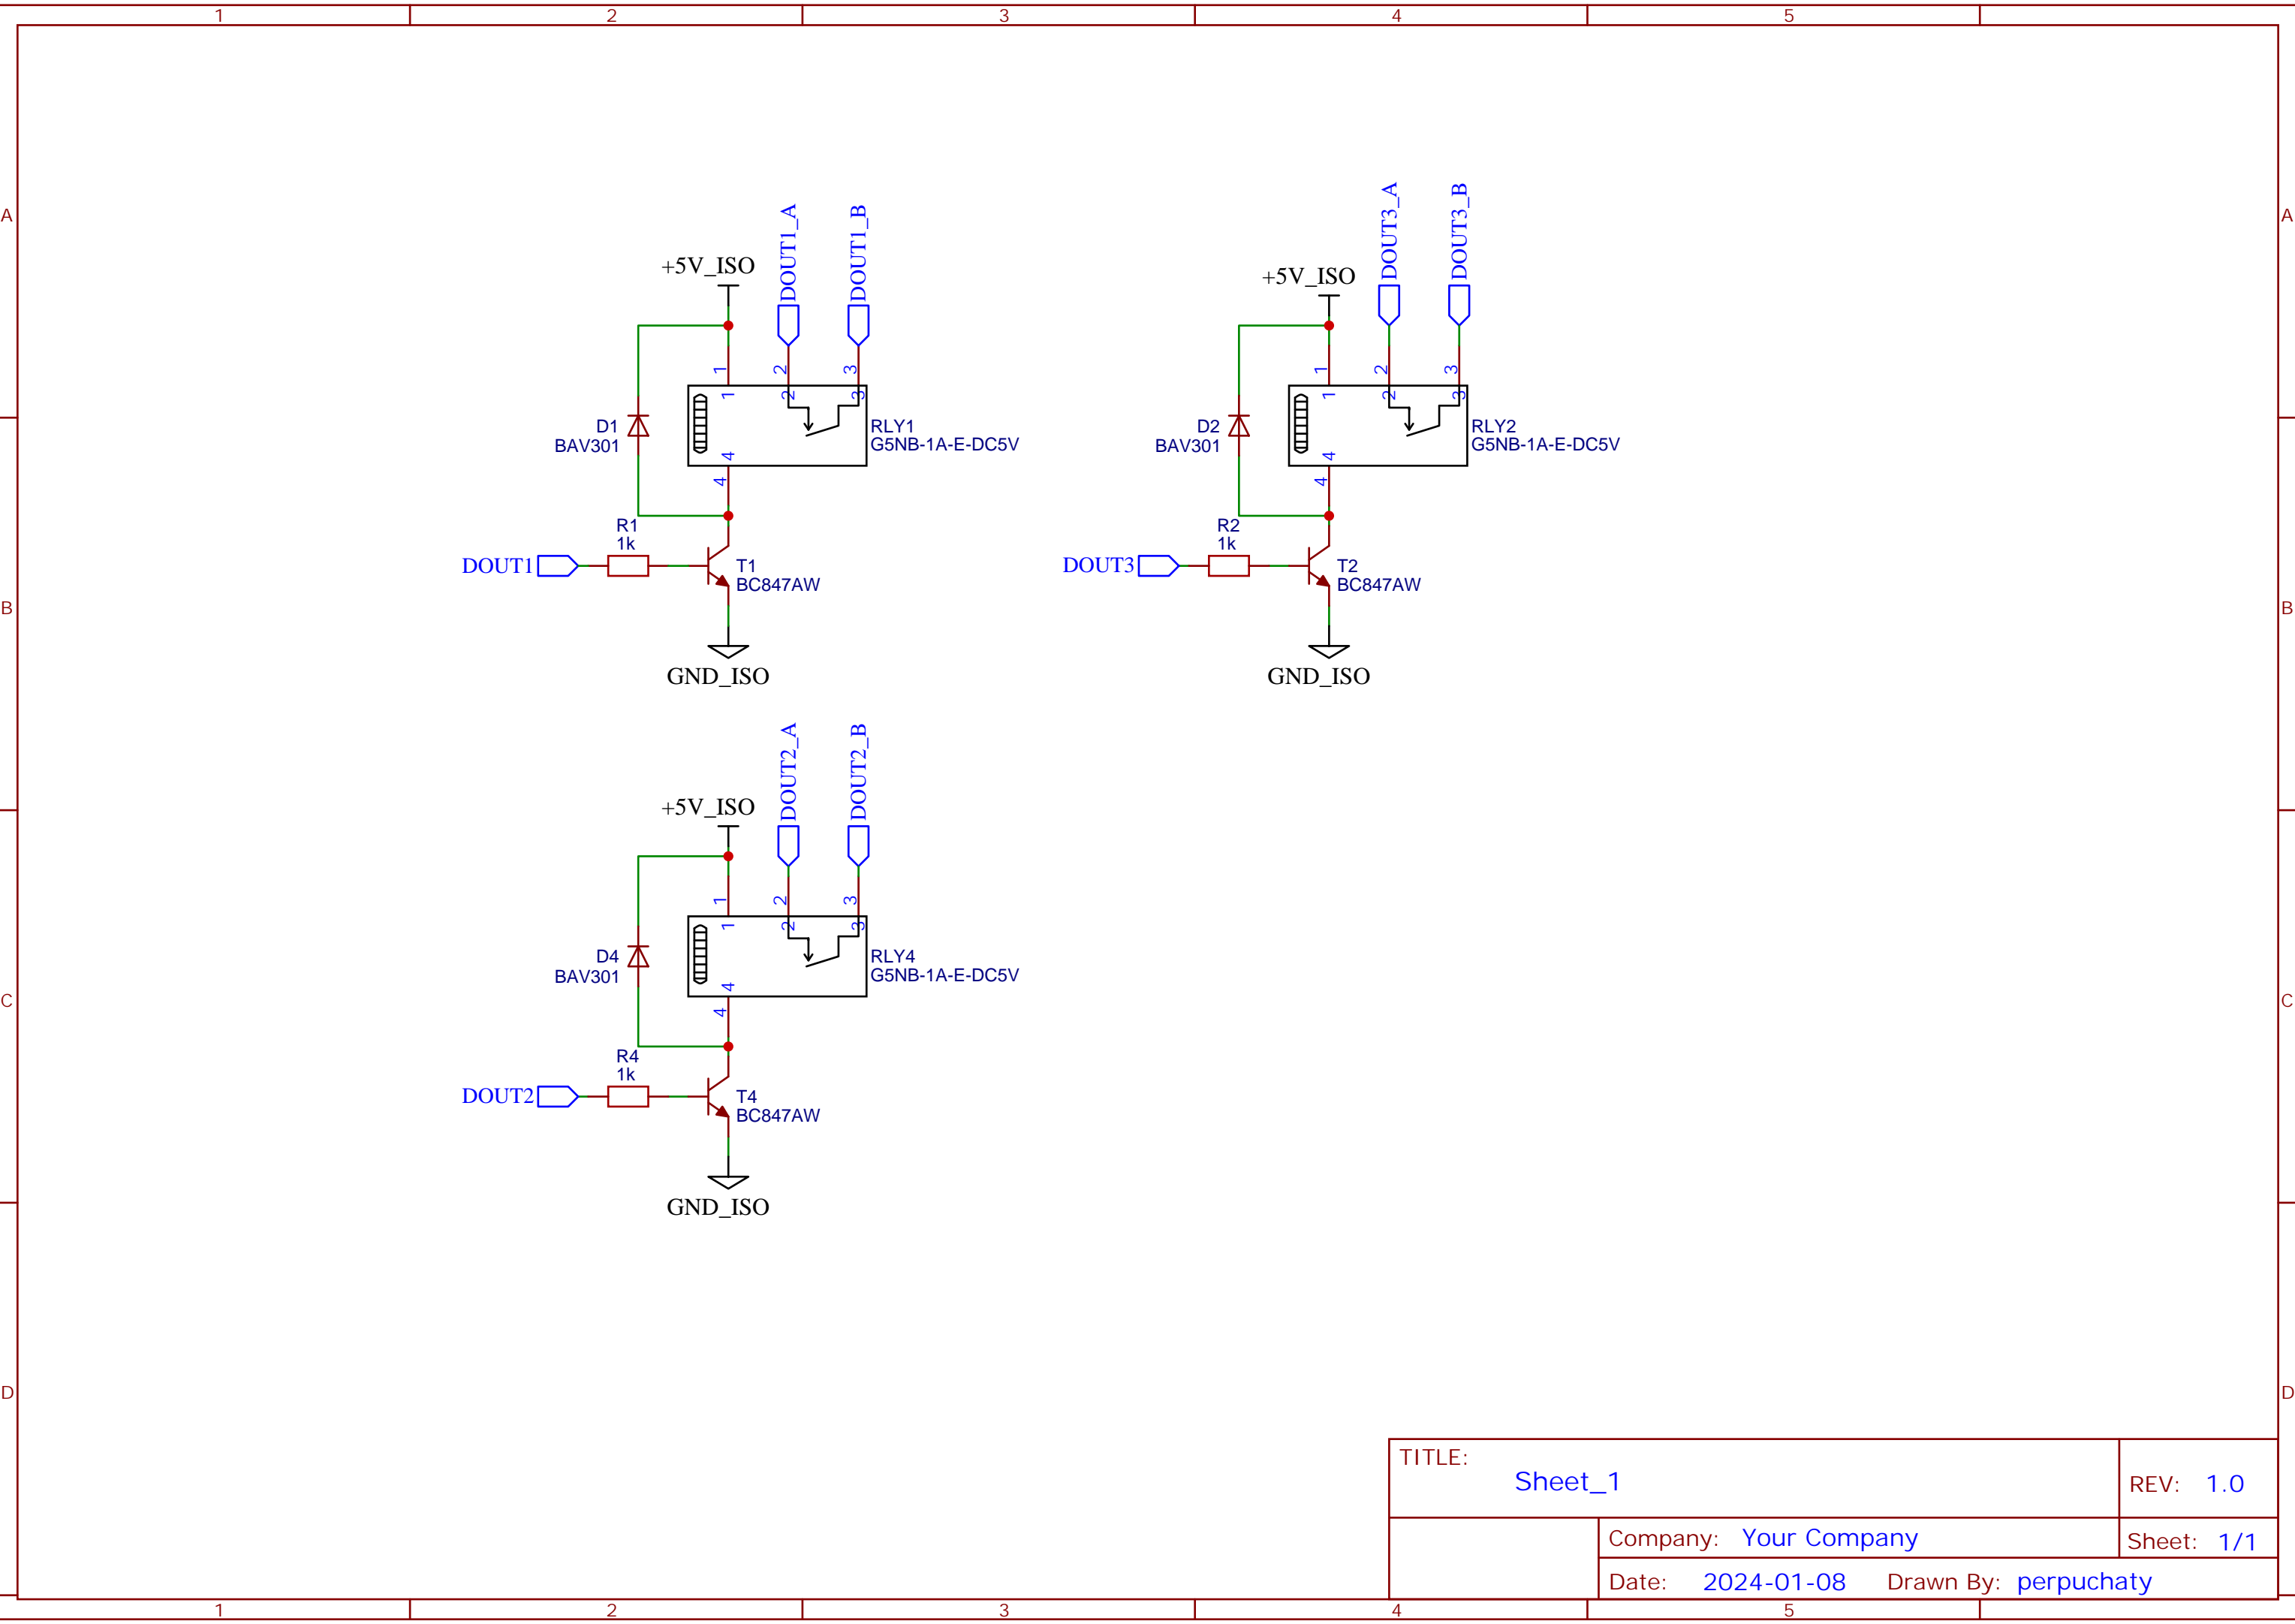 1 2 3 4 5
A
A
DOUT1_A
DOUT1_B
+5V_ISO
1
2
3
1
2
3
D1
BAV301
RLY1
G5NB-1A-E-DC5V
4
4
R1
1k
DOUT1
T1
BC847AW
GND_ISO
DOUT3_A
DOUT3_B
+5V_ISO
1
2
3
1
2
3
D2
BAV301
RLY2
G5NB-1A-E-DC5V
4
4
R2
1k
DOUT3
T2
BC847AW
GND_ISO
B
B
DOUT2_A
DOUT2_B
+5V_ISO
1
2
3
1
2
3
D4
BAV301
RLY4
G5NB-1A-E-DC5V
4
4
R4
1k
DOUT2
T4
BC847AW
GND_ISO
C
C
D
D
TITLE:
Sheet_1
REV: 1.0
Company: Your Company
Sheet: 1/1
Date: 2024-01-08 Drawn By: perpuchaty
1 2 3 4 5